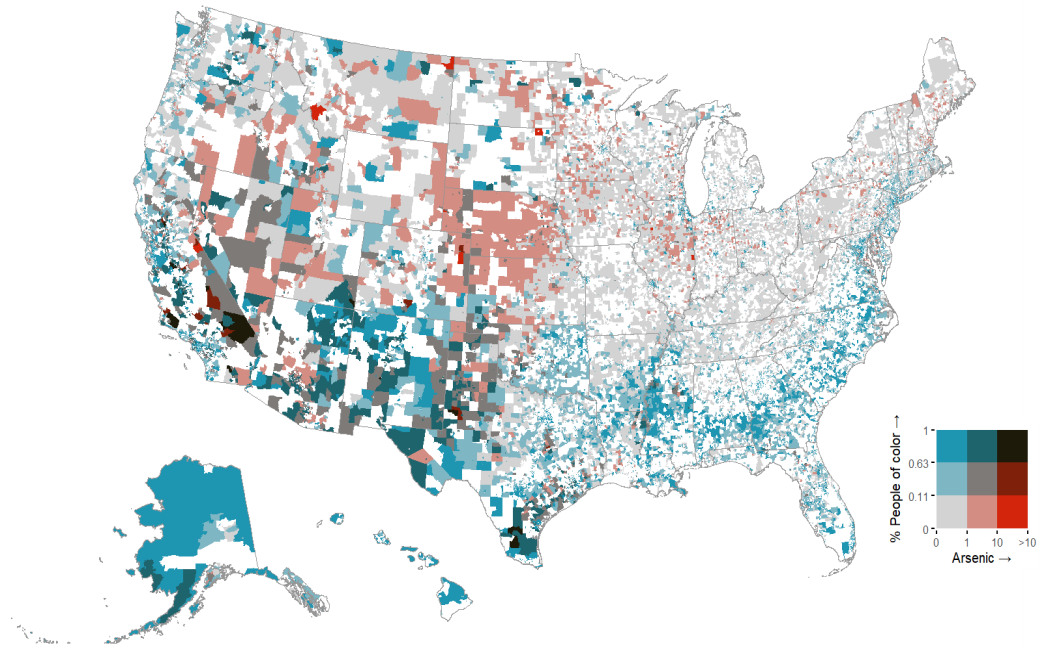 % People of color →
1
0.63
0.11
0
0 1 10 >10
Arsenic →